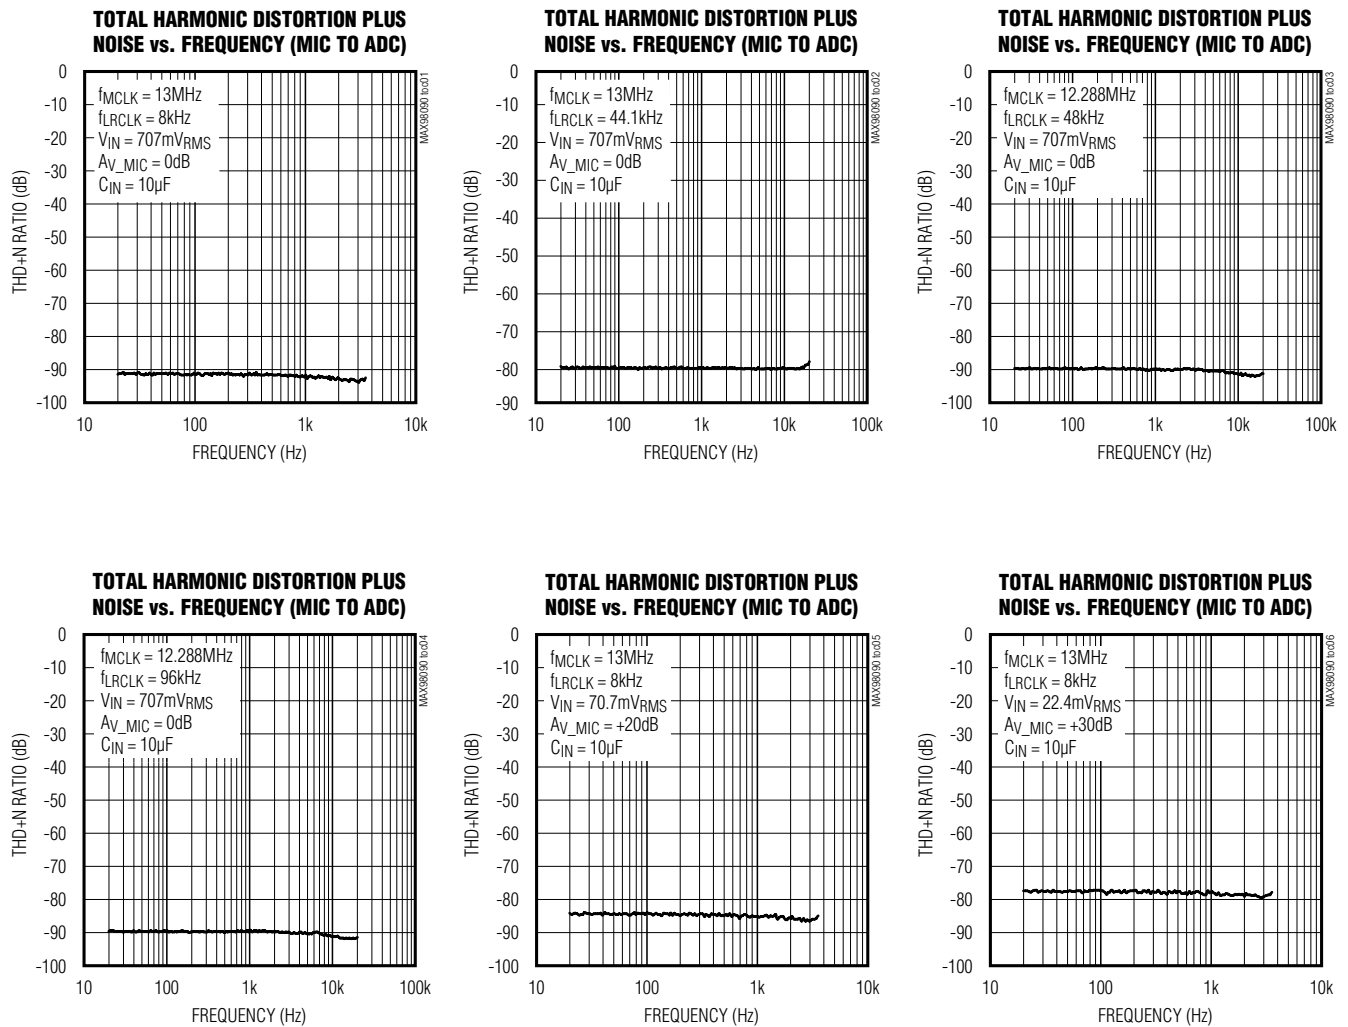 TOTAL HARMONIC DISTORTION PLUS
NOISE vs. FREQUENCY (MIC TO ADC)
fMCLK = 13MHz
fLRCLK = 8kHz
VIN = 707mVRMS
AV_MIC = 0dB
CIN = 10µF
MAX98090 toc01
THD+N RATIO (dB)
0
-10
-20
-30
-40
-50
-60
-70
-80
-90
-100
10
100
1k
10k
FREQUENCY (Hz)
TOTAL HARMONIC DISTORTION PLUS
NOISE vs. FREQUENCY (MIC TO ADC)
fMCLK = 13MHz
fLRCLK = 44.1kHz
VIN = 707mVRMS
AV_MIC = 0dB
CIN = 10µF
MAX98090 toc02
THD+N RATIO (dB)
0
-10
-20
-30
-40
-50
-60
-70
-80
-90
10
100
1k
10k
100k
FREQUENCY (Hz)
TOTAL HARMONIC DISTORTION PLUS
NOISE vs. FREQUENCY (MIC TO ADC)
fMCLK = 12.288MHz
fLRCLK = 48kHz
VIN = 707mVRMS
AV_MIC = 0dB
CIN = 10µF
MAX98090 toc03
THD+N RATIO (dB)
0
-10
-20
-30
-40
-50
-60
-70
-80
-90
-100
10
100
1k
10k
100k
FREQUENCY (Hz)
TOTAL HARMONIC DISTORTION PLUS
NOISE vs. FREQUENCY (MIC TO ADC)
fMCLK = 12.288MHz
fLRCLK = 96kHz
VIN = 707mVRMS
AV_MIC = 0dB
CIN = 10µF
MAX98090 toc04
THD+N RATIO (dB)
0
-10
-20
-30
-40
-50
-60
-70
-80
-90
-100
10
100
1k
10k
100k
FREQUENCY (Hz)
TOTAL HARMONIC DISTORTION PLUS
NOISE vs. FREQUENCY (MIC TO ADC)
fMCLK = 13MHz
fLRCLK = 8kHz
VIN = 70.7mVRMS
AV_MIC = +20dB
CIN = 10µF
MAX98090 toc05
THD+N RATIO (dB)
0
-10
-20
-30
-40
-50
-60
-70
-80
-90
-100
10
100
1k
10k
FREQUENCY (Hz)
TOTAL HARMONIC DISTORTION PLUS
NOISE vs. FREQUENCY (MIC TO ADC)
fMCLK = 13MHz
fLRCLK = 8kHz
VIN = 22.4mVRMS
AV_MIC = +30dB
CIN = 10µF
MAX98090 toc06
THD+N RATIO (dB)
0
-10
-20
-30
-40
-50
-60
-70
-80
-90
-100
10
100
1k
10k
FREQUENCY (Hz)